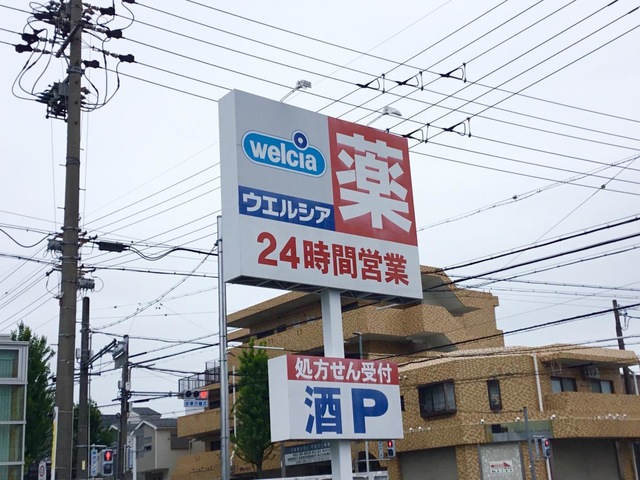 welcia
薬
ウエルシア
24時間営業
処方せん受付
酒 P